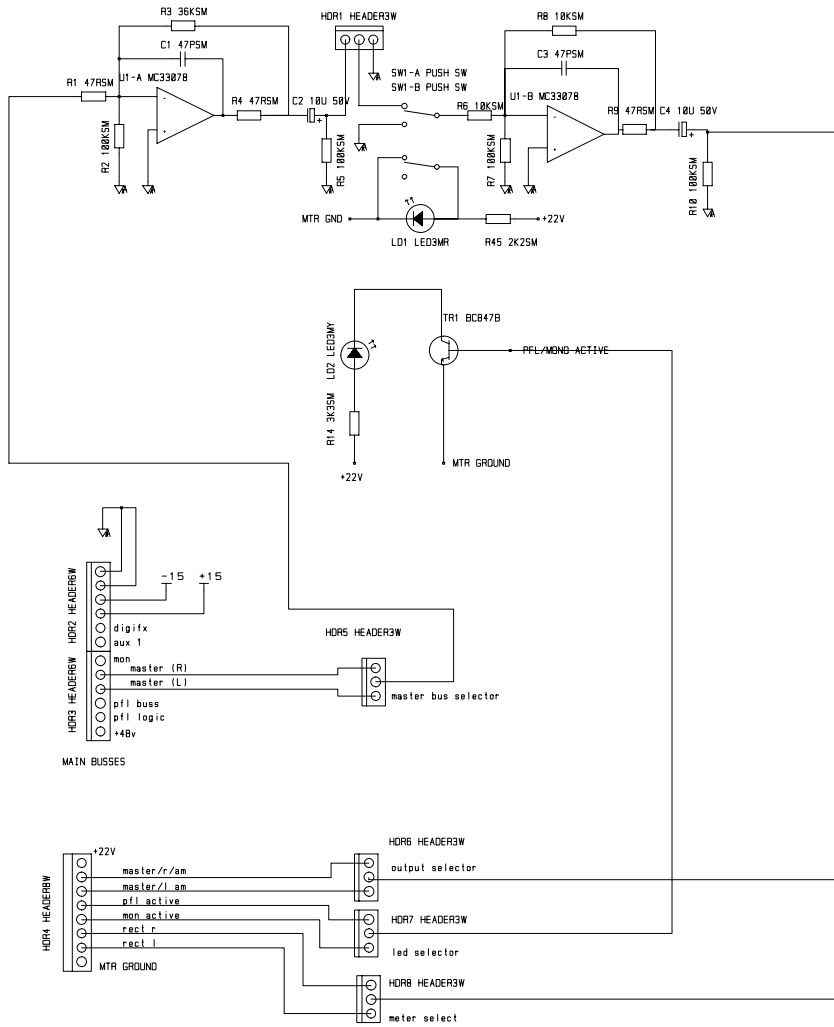 R3 36KSM
C1 47PSM
R1 47RSM
U1-A MC33078
R4 47RSM
C2 10U 50V
+
R2 100KSM
R5 100KSM
A
A
A
HDR1 HEADER3W
A
SW1-A PUSH SW
SW1-B PUSH SW
A
R8 10KSM
C3 47PSM
R6 10KSM
U1-B MC33078
R9 47RSM
C4 10U 50V
+
R7 100KSM
R10 100KSM
A
A
A
MTR GND
LD1 LED3MR
R45 2K2SM
+22V
TR1 BC847B
LD2 LED3MY
PFL/MONO ACTIVE
R14 3K3SM
+22V
MTR GROUND
A
HDR2 HEADER6W
-15 +15
digifx
aux 1
HDR3 HEADER6W
mon
master (R)
master (L)
pfl buss
pfl logic
+48v
MAIN BUSSES
HDR5 HEADER3W
master bus selector
HDR4 HEADER8W
+22V
master/r/am
master/l am
pfl active
mon active
rect r
rect l
MTR GROUND
HDR6 HEADER3W
output selector
HDR7 HEADER3W
led selector
HDR8 HEADER3W
meter select